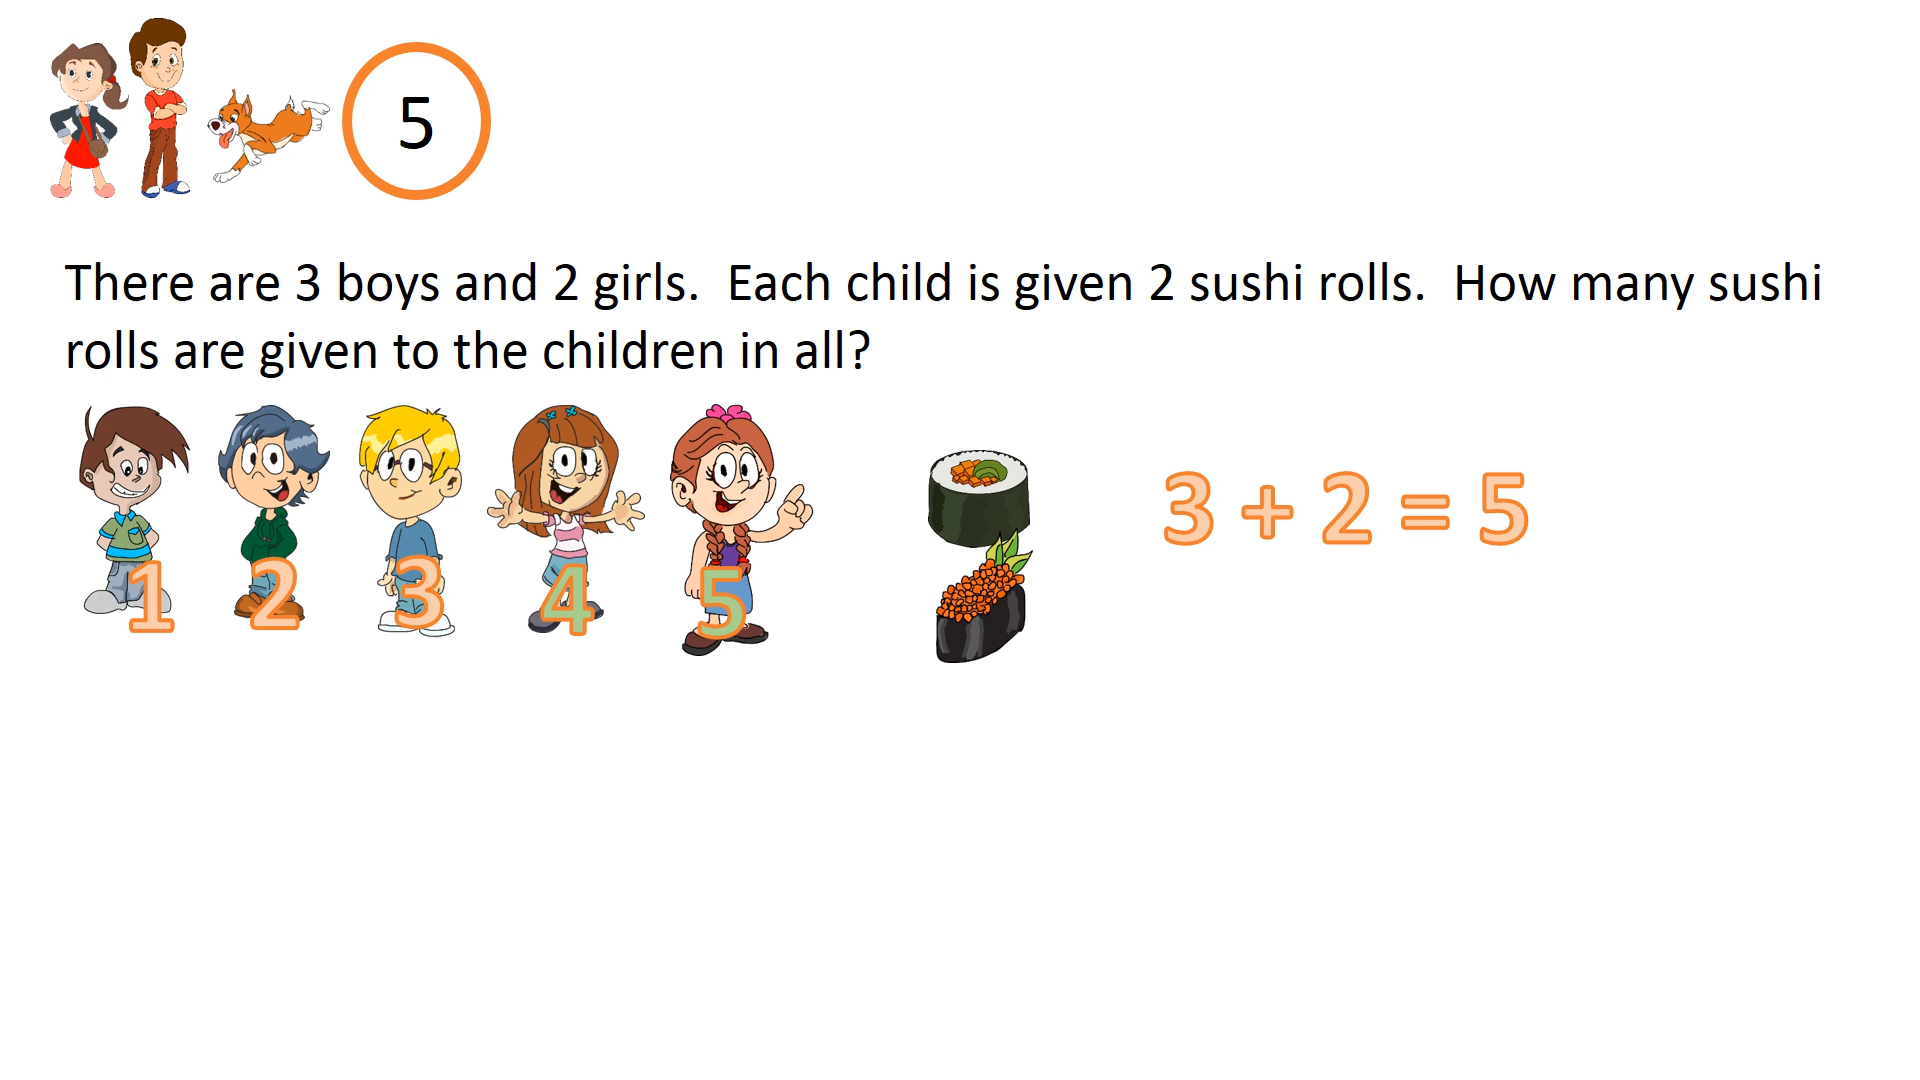 5
There are 3 boys and 2 girls.  Each child is given 2 sushi rolls.  How many sushi
rolls are given to the children in all?
3 + 2 = 5
1 2 3 4 5